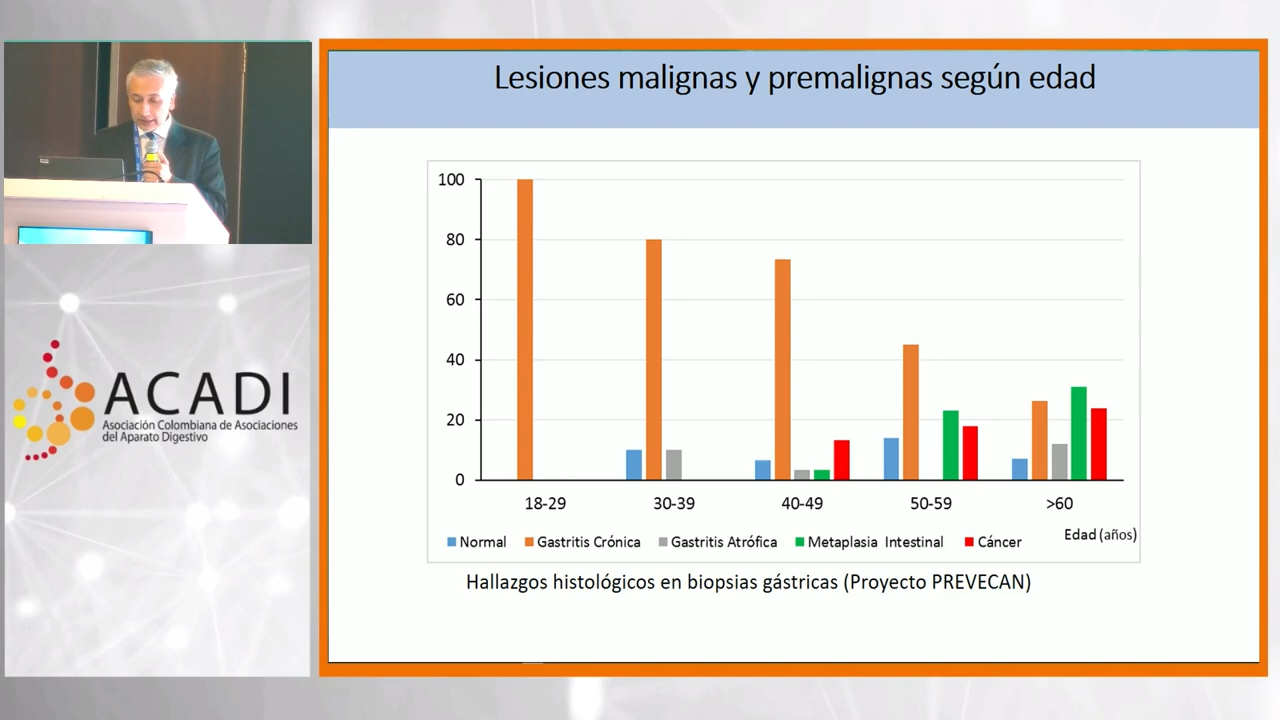 Lesiones malignas y premalignas según edad
100
80
60
40
20
0
18-29
30-39
40-49
50-59
>60
Edad (años)
Normal
Gastritis Crónica
Gastritis Atrófica
Metaplasia Intestinal
Cáncer
Hallazgos histológicos en biopsias gástricas (Proyecto PREVECAN)
ACADI
Asociación Colombiana de Asociaciones
del Aparato Digestivo